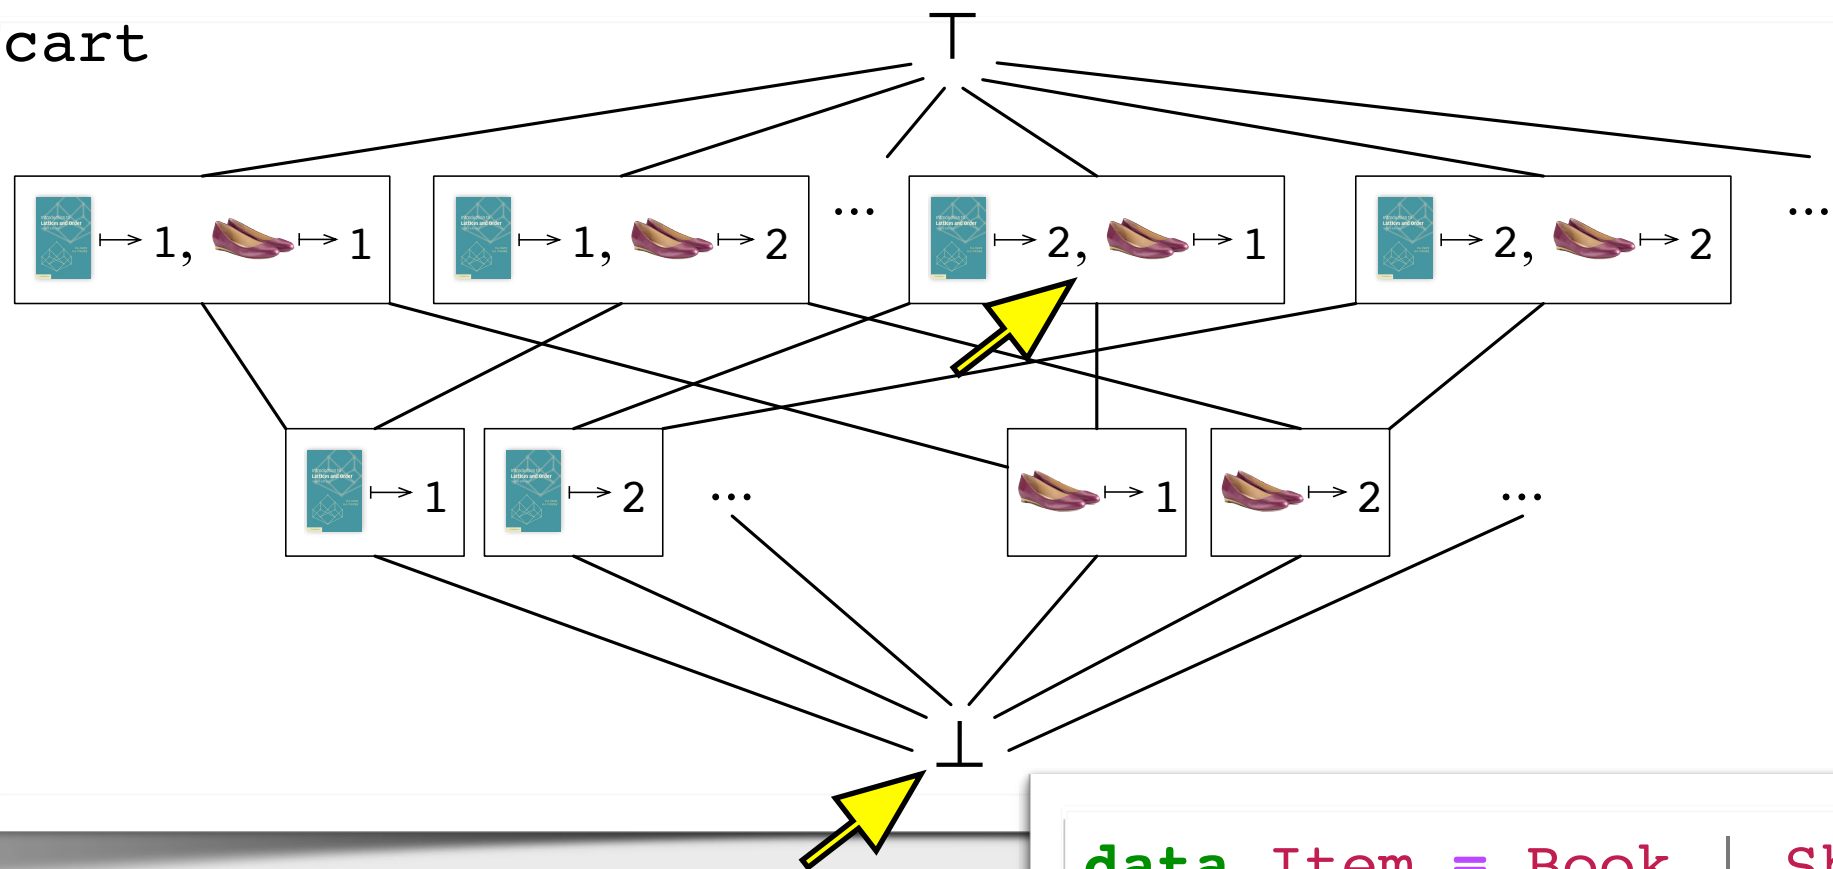 cart
⊤
↦ 1, ↦ 1
↦ 1, ↦ 2
...
↦ 2, ↦ 1
↦ 2, ↦ 2
...
↦ 1
↦ 2
...
↦ 1
↦ 2
...
⊥
data Item = Book |